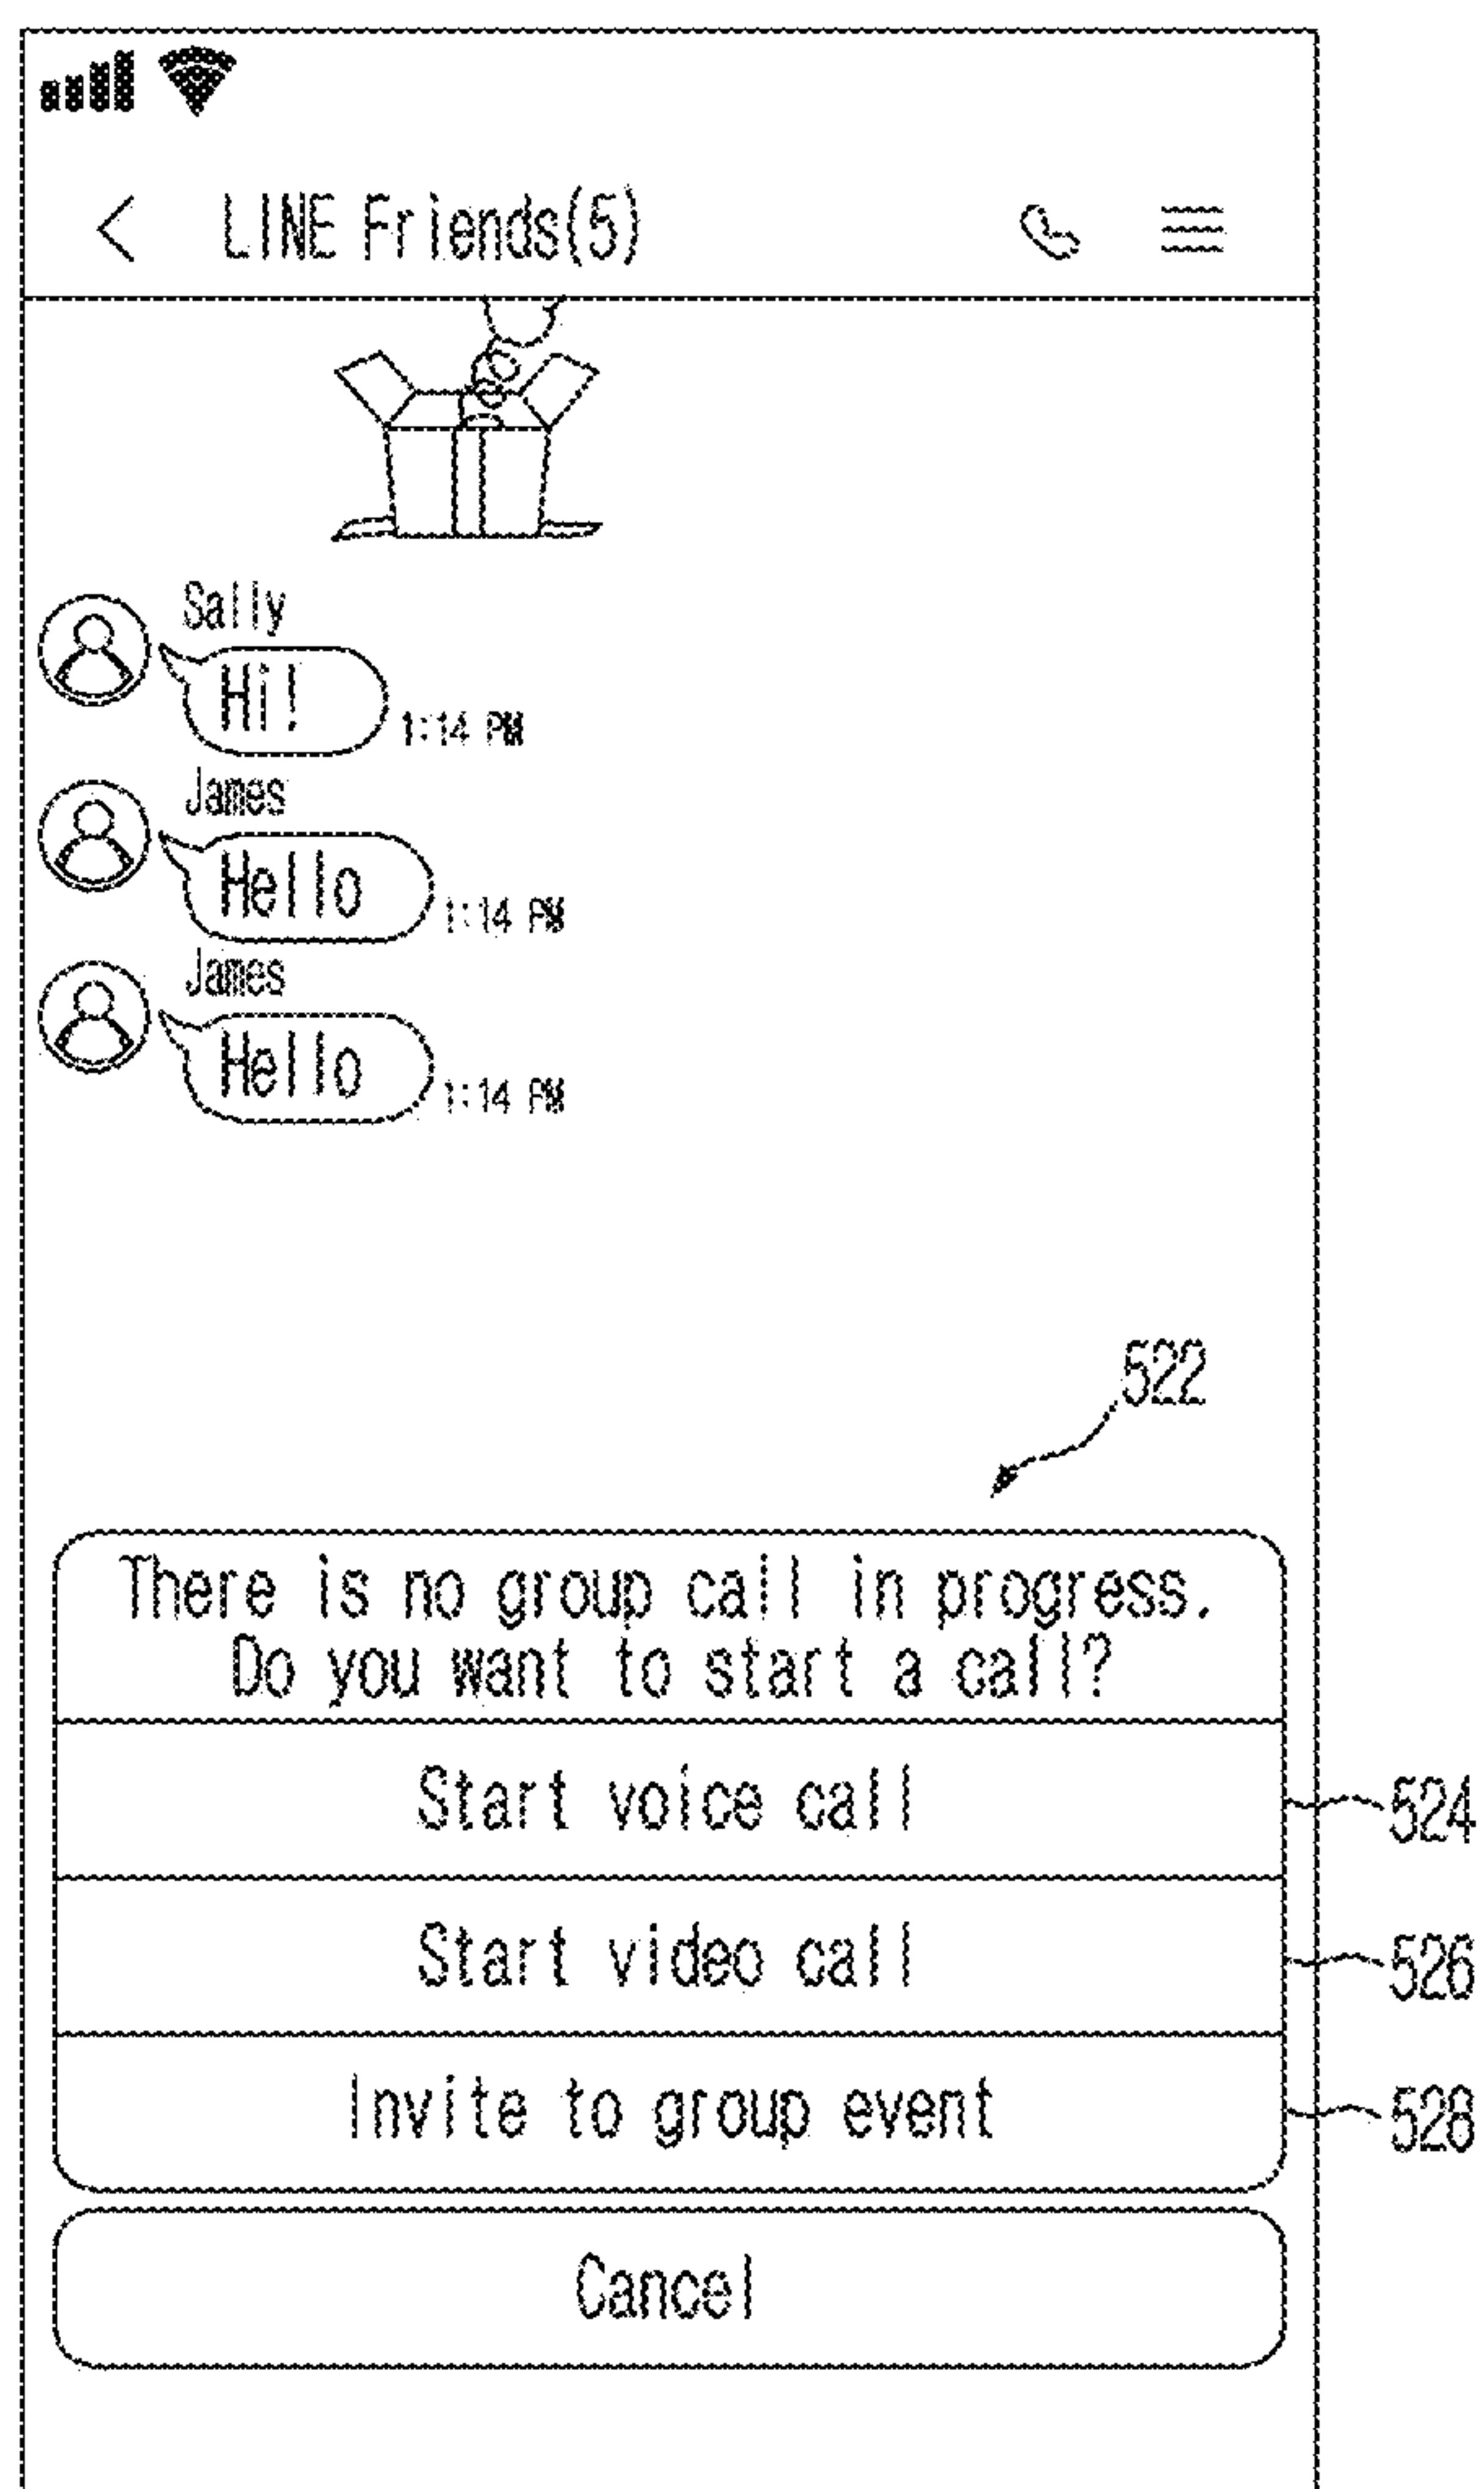 < LINE Friends(5)
Sally
Hi!
1:14 PM
James
Hello
1:14 PM
James
Hello
1:14 PM
522
There is no group call in progress.
Do you want to start a call?
Start voice call
524
Start video call
526
Invite to group event
528
Cancel